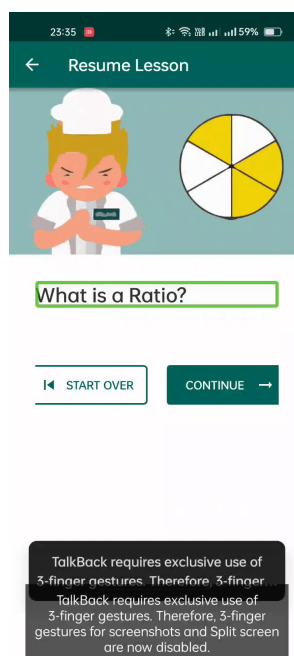 23:35
59%
Resume Lesson
What is a Ratio?
START OVER
CONTINUE
TalkBack requires exclusive use of
3-finger gestures. Therefore, 3-finger...
TalkBack requires exclusive use of
3-finger gestures. Therefore, 3-finger
gestures for screenshots and Split screen
are now disabled.